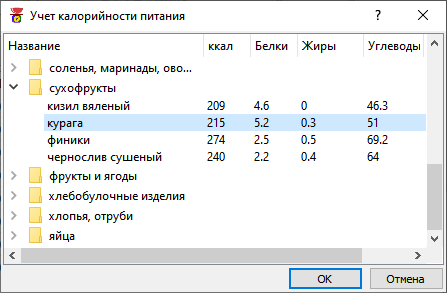 Учет калорийности питания
Название ккал Белки Жиры Углеводы
соленья, маринады, ово...
сухофрукты
кизил вяленый 209 4.6 0 46.3
курага 215 5.2 0.3 51
финики 274 2.5 0.5 69.2
чернослив сушеный 240 2.2 0.4 64
фрукты и ягоды
хлебобулочные изделия
хлопья, отруби
яйца
OK Отмена